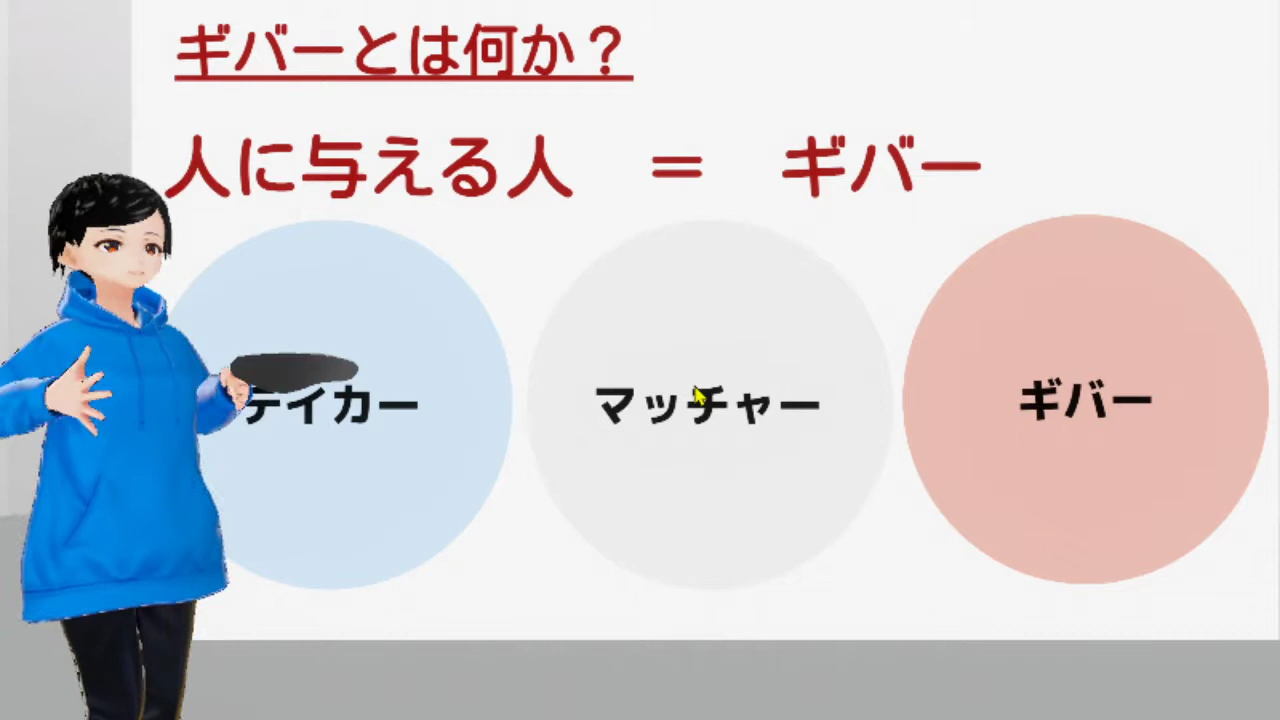 ギバーとは何か？
人に与える人　＝　ギバー
テイカー
マッチャー
ギバー